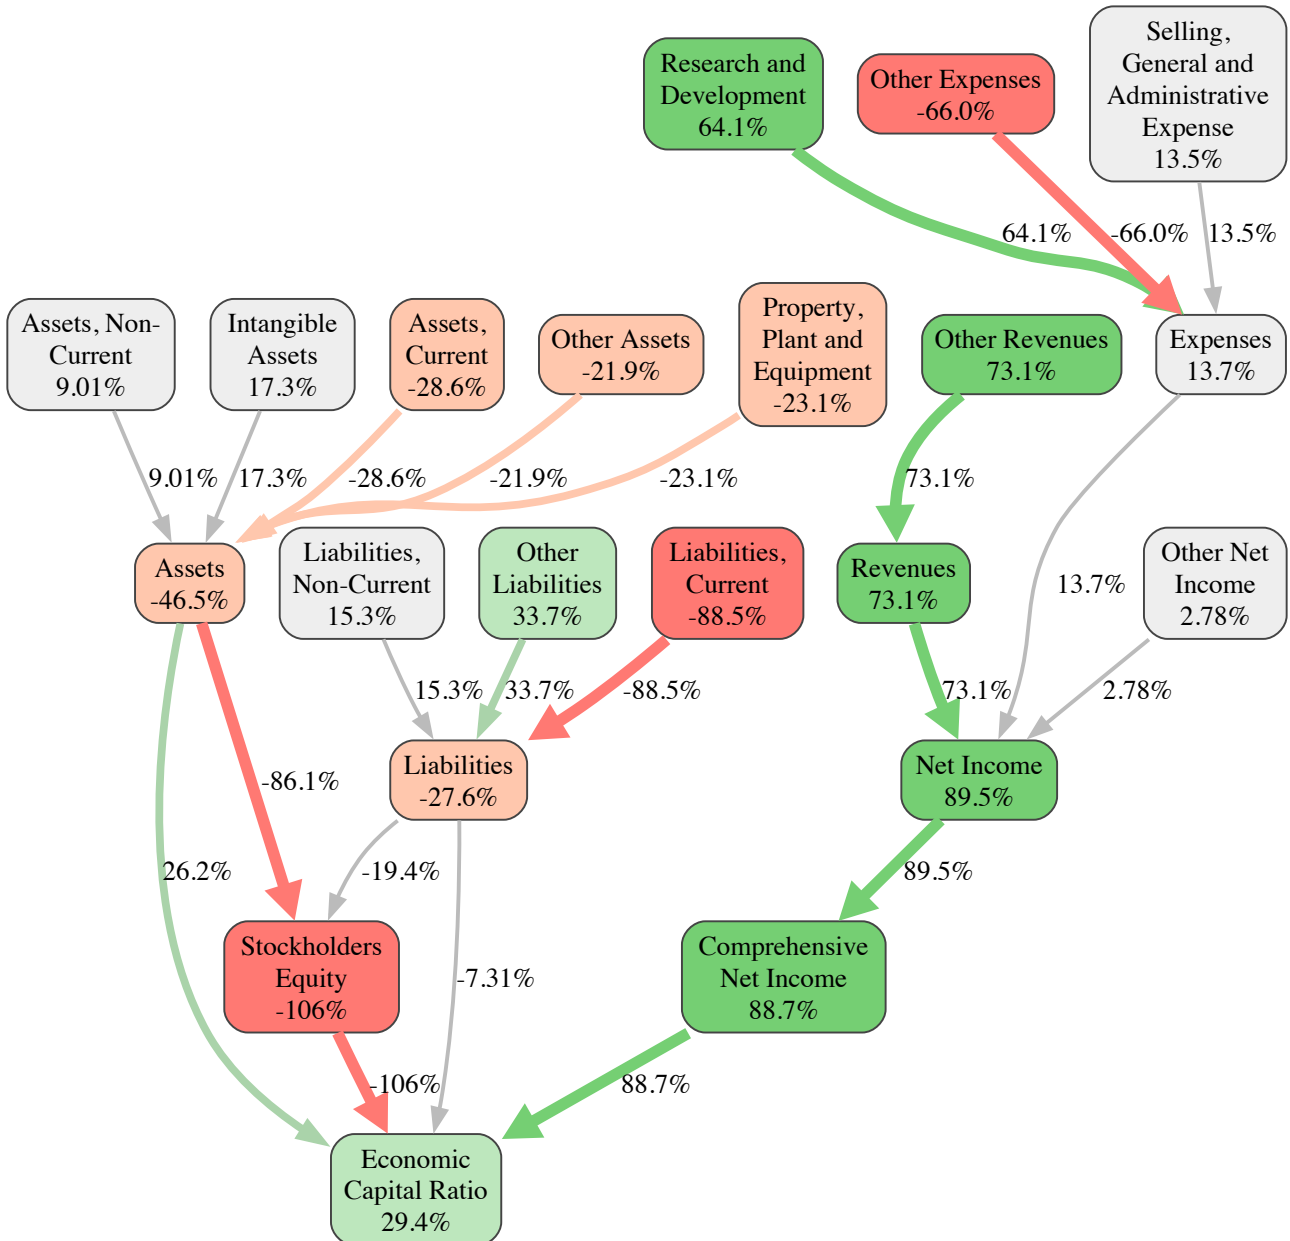 Selling,
General and
Administrative
Expense
13.5%
Research and
Development
64.1%
Other Expenses
-66.0%
64.1%
-66.0%
13.5%
Assets, Non-
Current
9.01%
Intangible
Assets
17.3%
Assets,
Current
-28.6%
Other Assets
-21.9%
Property,
Plant and
Equipment
-23.1%
Other Revenues
73.1%
Expenses
13.7%
9.01%
17.3%
-28.6%
-21.9%
-23.1%
73.1%
Assets
-46.5%
Liabilities,
Non-Current
15.3%
Other
Liabilities
33.7%
Liabilities,
Current
-88.5%
Revenues
73.1%
13.7%
Other Net
Income
2.78%
15.3%
33.7%
-88.5%
73.1%
2.78%
-86.1%
Liabilities
-27.6%
Net Income
89.5%
26.2%
-19.4%
89.5%
Stockholders
Equity
-106%
-7.31%
Comprehensive
Net Income
88.7%
-106%
88.7%
Economic
Capital Ratio
29.4%